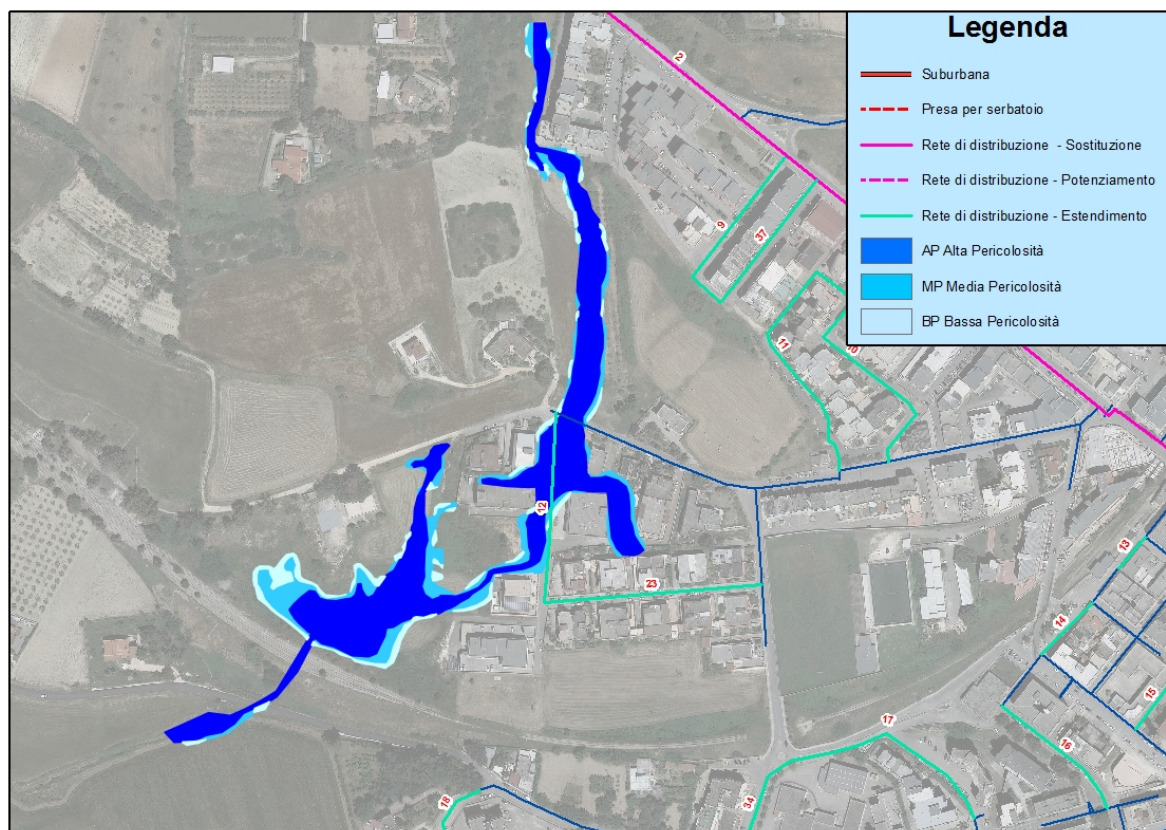 Legenda
Suburbana
Presa per serbatoio
Rete di distribuzione - Sostituzione
Rete di distribuzione - Potenziamento
Rete di distribuzione - Estendimento
AP Alta Pericolosità
MP Media Pericolosità
BP Bassa Pericolosità
2
9
37
11
10
12
23
13
14
15
17
16
34
18